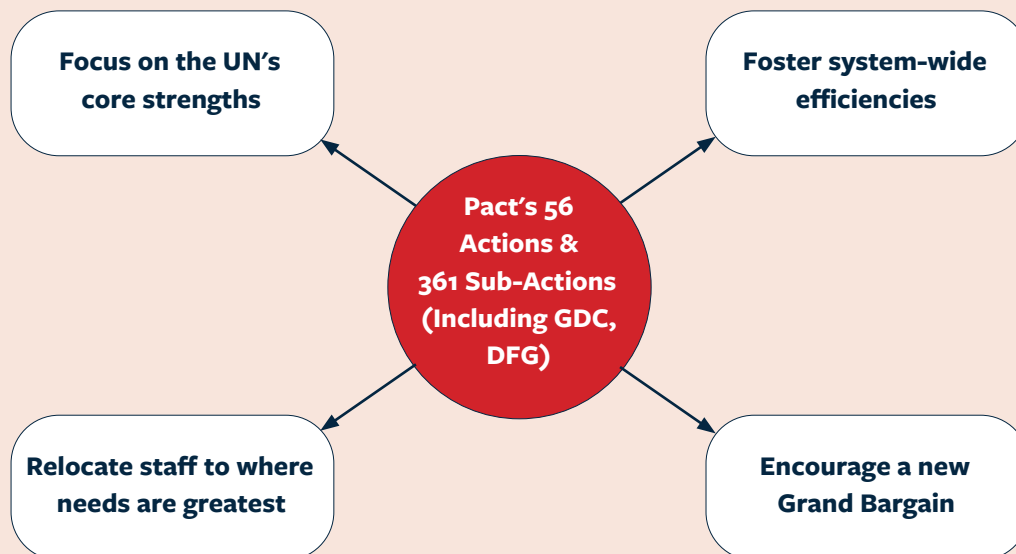 Focus on the UN's
core strengths
Foster system-wide
efficiencies
Pact's 56
Actions &
361 Sub-Actions
(Including GDC,
DFG)
Relocate staff to where
needs are greatest
Encourage a new
Grand Bargain